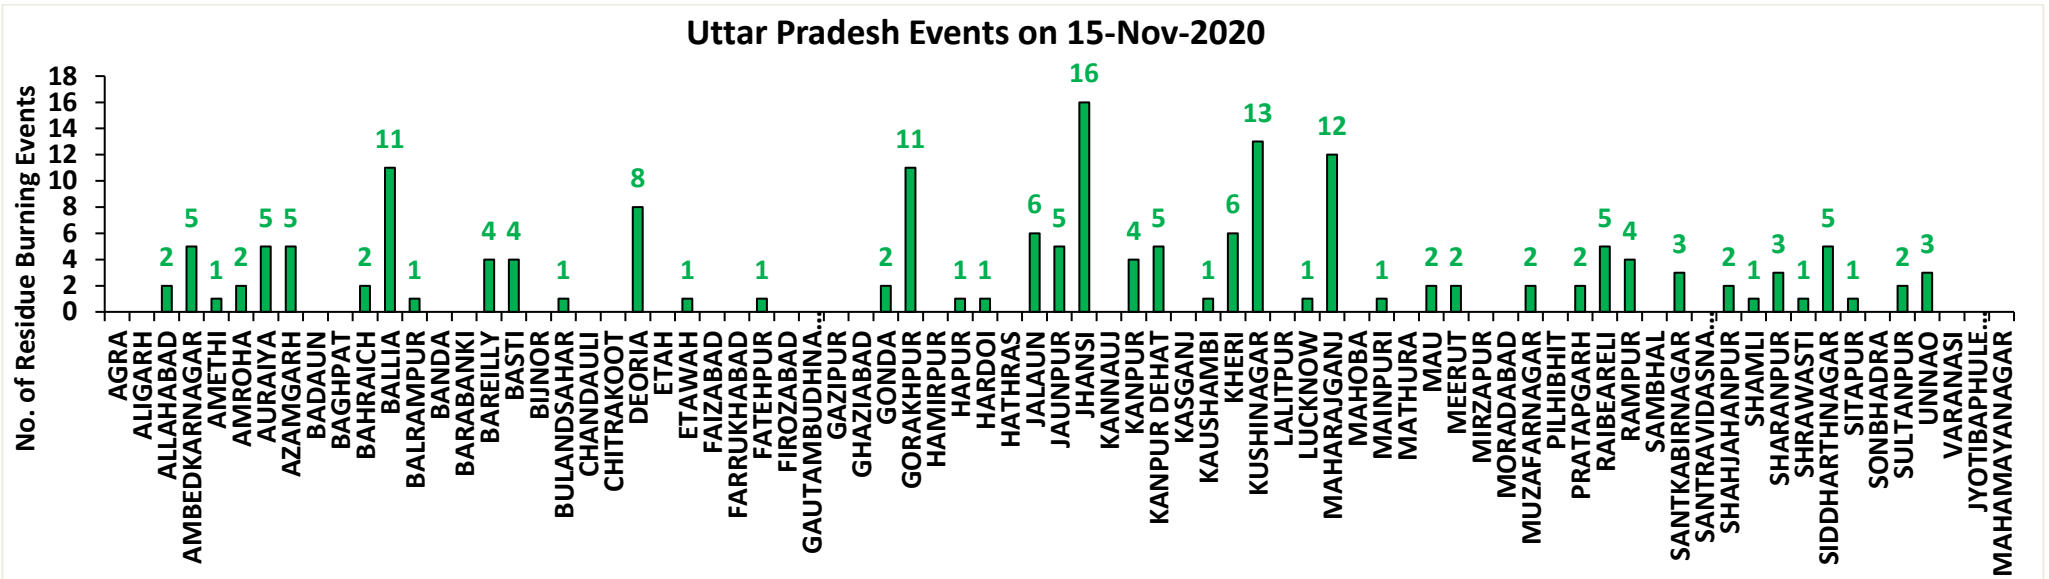 Uttar Pradesh Events on 15-Nov-2020
No. of Residue Burning Events
18
16
14
12
10
8
6
4
2
0
2
5
1
2
5
5
2
11
1
4
4
1
8
1
1
2
11
1
1
6
5
16
4
5
1
6
13
1
12
1
2
2
2
2
5
4
3
2
1
3
1
5
1
2
3
AGRA
ALIGARH
ALLAHABAD
AMBEDKARNAGAR
AMETHI
AMROHA
AURAIYA
AZAMGARH
BADAUN
BAGHPAT
BAHRAICH
BALLIA
BALRAMPUR
BANDA
BARABANKI
BAREILLY
BASTI
BIJNOR
BULANDSAHAR
CHANDAULI
CHITRAKOOT
DEORIA
ETAH
ETAWAH
FAIZABAD
FARRUKHABAD
FATEHPUR
FIROZABAD
GAUTAMBUDHNA...
GAZIPUR
GHAZIABAD
GONDA
GORAKHPUR
HAMIRPUR
HAPUR
HARDOI
HATHRAS
JALAUN
JAUNPUR
JHANSI
KANNAUJ
KANPUR
KANPUR DEHAT
KASGANJ
KAUSHAMBI
KHERI
KUSHINAGAR
LALITPUR
LUCKNOW
MAHARAJGANJ
MAHOBA
MAINPURI
MATHURA
MAU
MEERUT
MIRZAPUR
MORADABAD
MUZAFARNAGAR
PILHIBHIT
PRATAPGARH
RAIBEARELI
RAMPUR
SAMBHAL
SANTKABIRNAGAR
SANTRAVIDASNA...
SHAHJAHANPUR
SHAMLI
SHARANPUR
SHRAWASTI
SIDDHARTHNAGAR
SITAPUR
SONBHADRA
SULTANPUR
UNNAO
VARANASI
JYOTIBAPHULE...
MAHAMAYANAGAR